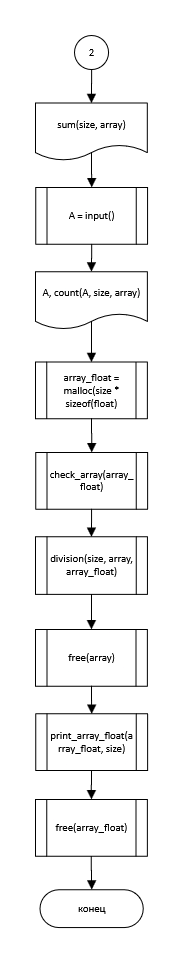 2
sum(size, array)
A = input()
A, count(A, size, array)
array_float =
malloc(size *
sizeof(float)
check_array(array_
float)
division(size, array,
array_float)
free(array)
print_array_float(a
rray_float, size)
free(array_float)
конец